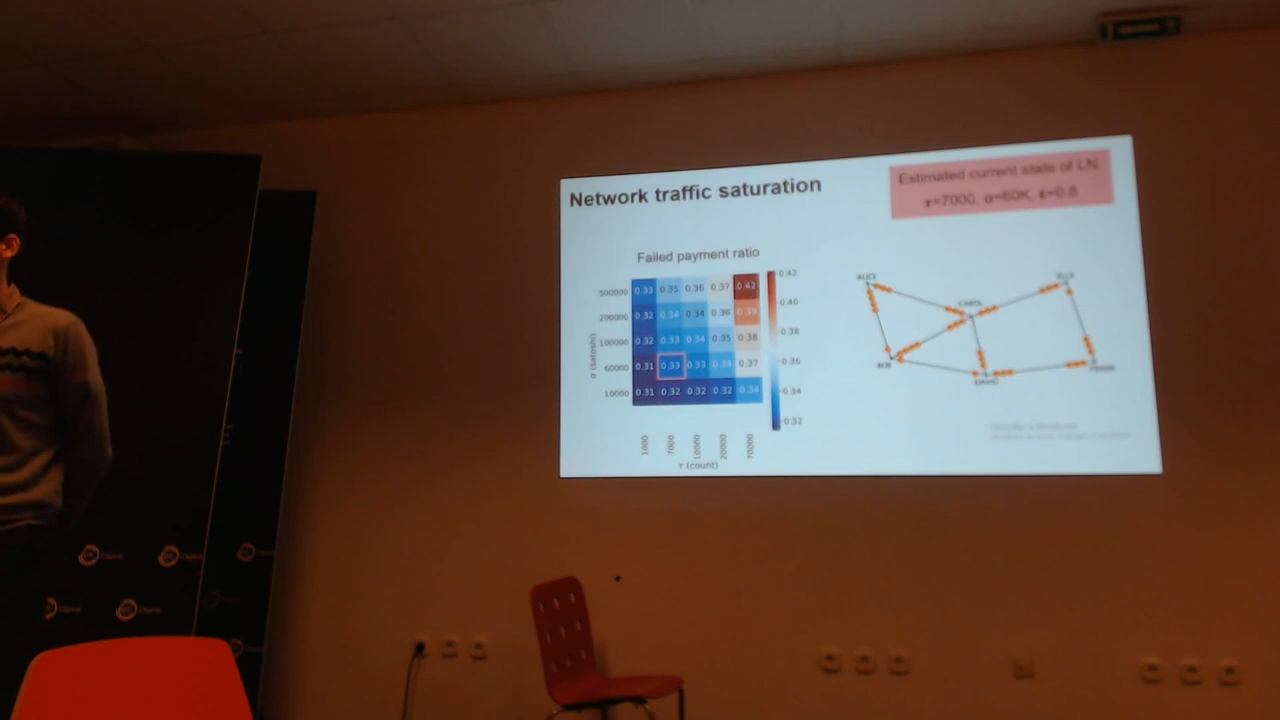 Network traffic saturation
Estimated current state of LN:
τ=7000, α=60K, ε=0.8
Failed payment ratio
500000 0.33 0.35 0.36 0.37 0.42
200000 0.32 0.34 0.34 0.36 0.39
100000 0.32 0.33 0.34 0.35 0.38
60000 0.31 0.33 0.33 0.34 0.37
10000 0.31 0.32 0.32 0.32 0.34
α (satoshi)
1000 7000 10000 20000 70000
τ (count)
0.42
0.40
0.38
0.36
0.34
0.32
ALICE
CAROL
BOB
DAVID